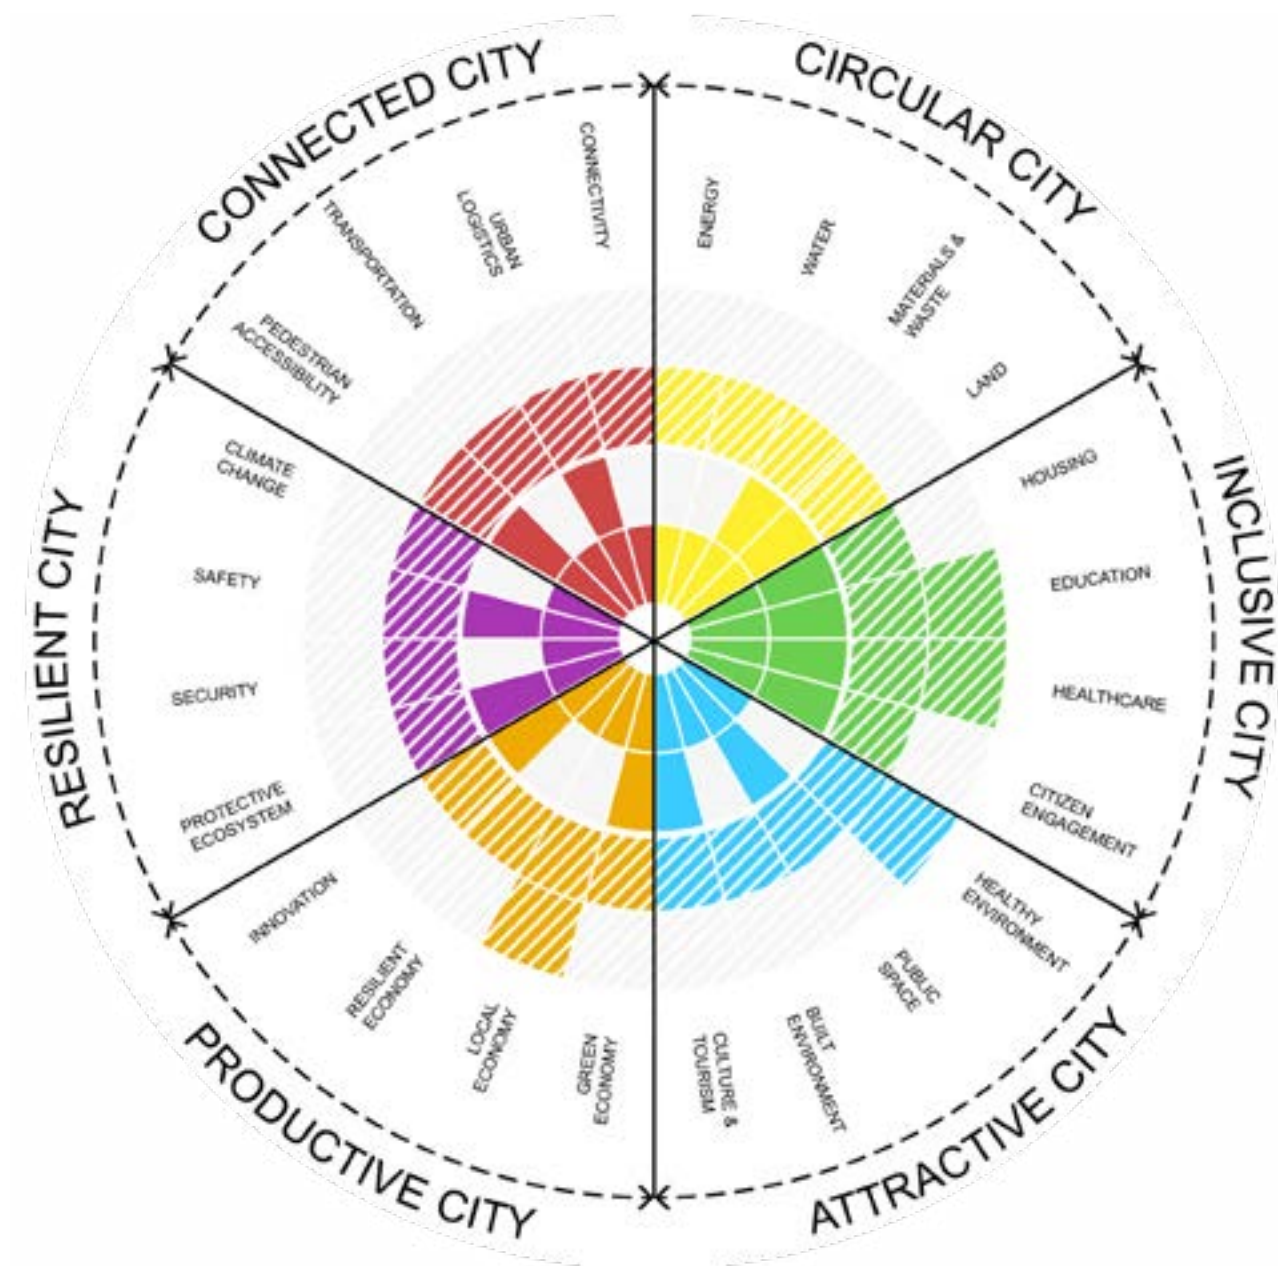 CONNECTED CITY
CONNECTIVITY
URBAN
LOGISTICS
TRANSPORTATION
PEDESTRIAN
ACCESSIBILITY
CIRCULAR CITY
ENERGY
WATER
MATERIALS &
WASTE
LAND
INCLUSIVE CITY
HOUSING
EDUCATION
HEALTHCARE
CITIZEN
ENGAGEMENT
ATTRACTIVE CITY
HEALTHY
ENVIRONMENT
PUBLIC
SPACE
BUILT
ENVIRONMENT
CULTURE &
TOURISM
PRODUCTIVE CITY
GREEN
ECONOMY
LOCAL
ECONOMY
RESILIENT
ECONOMY
INNOVATION
RESILIENT CITY
PROTECTIVE
ECOSYSTEM
SECURITY
SAFETY
CLIMATE
CHANGE